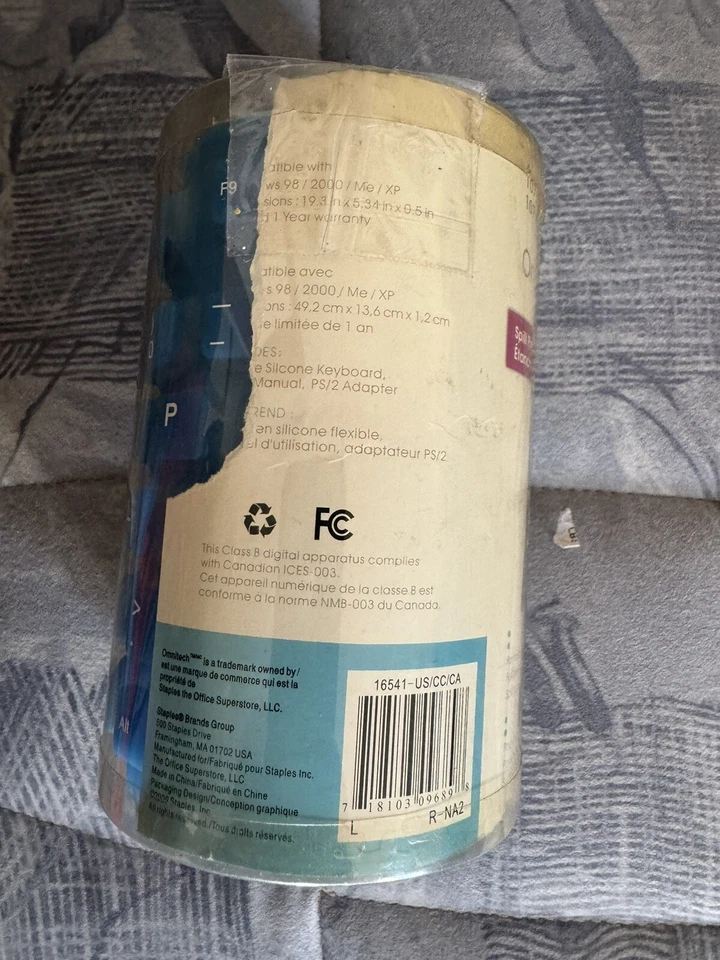 F9
atible with
ws 98 / 2000 / Me / XP
sions : 19.3 in x 5.34 in x 0.5 in
d 1 Year warranty
atible avec
s 98 / 2000 / Me / XP
ons : 49,2 cm x 13,6 cm x 1,2 cm
e limitée de 1 an
DES:
e Silcone Keyboard,
Manual, PS/2 Adapter
REND :
en silicone flexible,
el d'utilisation, adaptateur PS/2
P
FC
This Class B digital apparatus complies
with Canadian ICES-003.
Cet appareil numérique de la classe B est
conforme à la norme NMB-003 du Canada.
Alt
Omnitech is a trademark owned by/
est une marque de commerce qui est la
propriété de
Staples the Office Superstore, LLC.
Staples® Brands Group
500 Staples Drive
Framingham, MA 01702 USA
Manufactured for/Fabriqué pour Staples Inc.
The Office Superstore, LLC
Made in China/Fabriqué en Chine
Packaging Design/Conception graphique
Staples, Inc.
All rights reserved./Tous droits réservés.
16541-US/CC/CA
7 18103 09689 8
L R-NA2